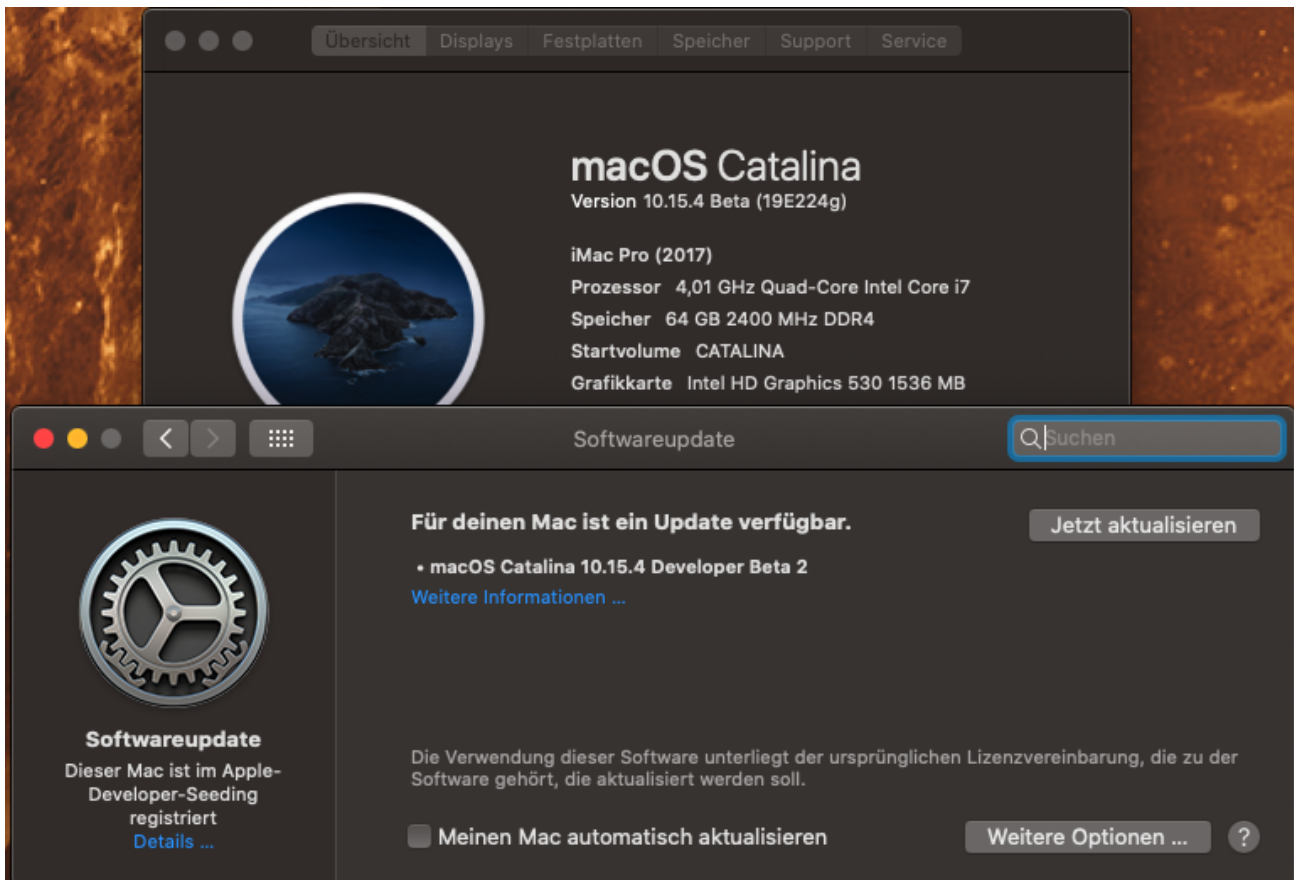 Übersicht Displays Festplatten Speicher Support Service
macOS Catalina
Version 10.15.4 Beta (19E224g)
iMac Pro (2017)
Prozessor 4,01 GHz Quad-Core Intel Core i7
Speicher 64 GB 2400 MHz DDR4
Startvolume CATALINA
Grafikkarte Intel HD Graphics 530 1536 MB
Softwareupdate
Suchen
Für deinen Mac ist ein Update verfügbar.
Jetzt aktualisieren
• macOS Catalina 10.15.4 Developer Beta 2
Weitere Informationen ...
Softwareupdate
Dieser Mac ist im Apple-
Developer-Seeding
registriert
Details ...
Die Verwendung dieser Software unterliegt der ursprünglichen Lizenzvereinbarung, die zu der
Software gehört, die aktualisiert werden soll.
Meinen Mac automatisch aktualisieren
Weitere Optionen ...
?